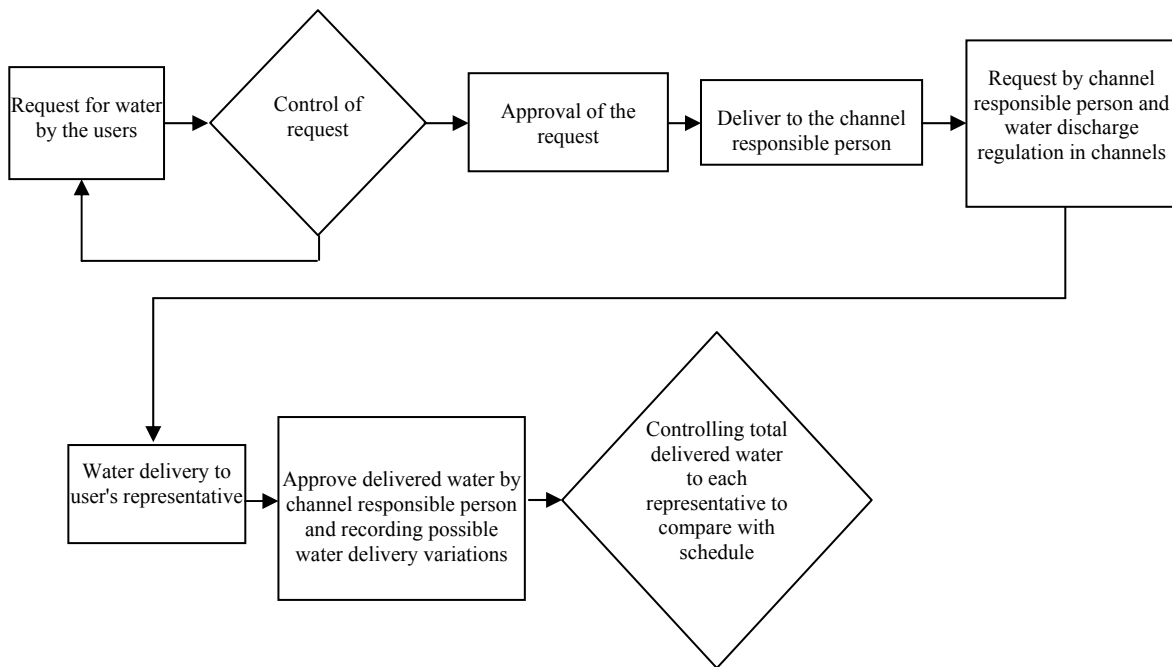 Request for water
by the users
Control of
request
Approval of the
request
Deliver to the channel
responsible person
Request by channel
responsible person and
water discharge
regulation in channels
Water delivery to
user's representative
Approve delivered water by
channel responsible person
and recording possible
water delivery variations
Controlling total
delivered water
to each
representative to
compare with
schedule